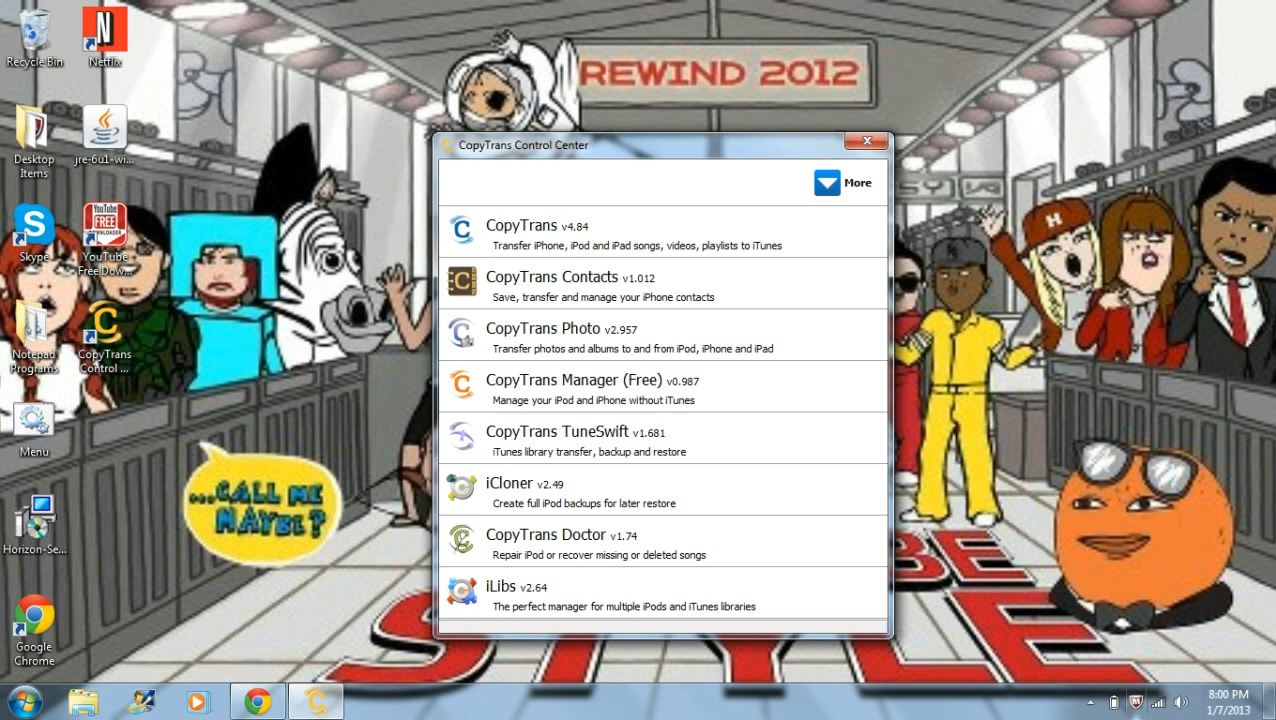 Recycle Bin
Netflix
Desktop
Items
jre-6u1-wi...
Skype
YouTube
FREE
DOWNLOADER
YouTube
Free Dow...
Notepad
Programs
CopyTrans
Control ...
Menu
Horizon-Se...
Google
Chrome
REWIND 2012
...CALL ME
MAYBE?
STYLE
H
CopyTrans Control Center
More
CopyTrans v4.84
Transfer iPhone, iPod and iPad songs, videos, playlists to iTunes
CopyTrans Contacts v1.012
Save, transfer and manage your iPhone contacts
CopyTrans Photo v2.957
Transfer photos and albums to and from iPod, iPhone and iPad
CopyTrans Manager (Free) v0.987
Manage your iPod and iPhone without iTunes
CopyTrans TuneSwift v1.681
iTunes library transfer, backup and restore
iCloner v2.49
Create full iPod backups for later restore
CopyTrans Doctor v1.74
Repair iPod or recover missing or deleted songs
iLibs v2.64
The perfect manager for multiple iPods and iTunes libraries
8:00 PM
1/7/2013